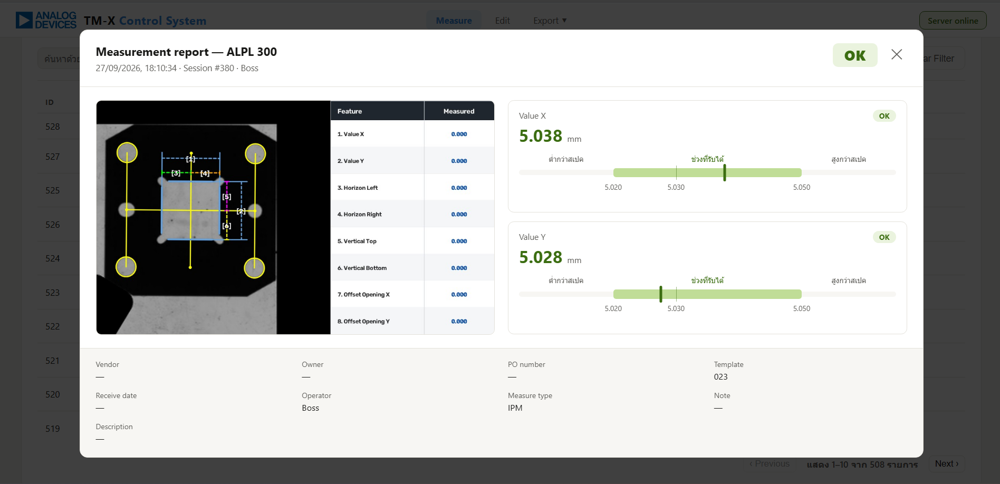 ANALOG
DEVICES
TM-X Control System
Measure
Edit
Export ▼
Server online
Measurement report — ALPL 300
27/09/2026, 18:10:34 · Session #380 · Boss
OK
ar Filter
ID
528
527
525
526
524
523
522
521
520
519
[1]
[3]
[4]
[5]
[2]
[6]
Feature Measured
1. Value X 0.000
2. Value Y 0.000
3. Horizon Left 0.000
4. Horizon Right 0.000
5. Vertical Top 0.000
6. Vertical Bottom 0.000
7. Offset Opening X 0.000
8. Offset Opening Y 0.000
Value X
OK
5.038 mm
ต่ำกว่าสเปค ช่วงที่รับได้ สูงกว่าสเปค
5.020 5.030 5.050
Value Y
OK
5.028 mm
ต่ำกว่าสเปค ช่วงที่รับได้ สูงกว่าสเปค
5.020 5.030 5.050
Vendor
—
Owner
—
PO number
—
Template
023
Receive date
—
Operator
Boss
Measure type
IPM
Note
—
Description
—
‹ Previous แสดง 1–10 จาก 508 รายการ Next ›